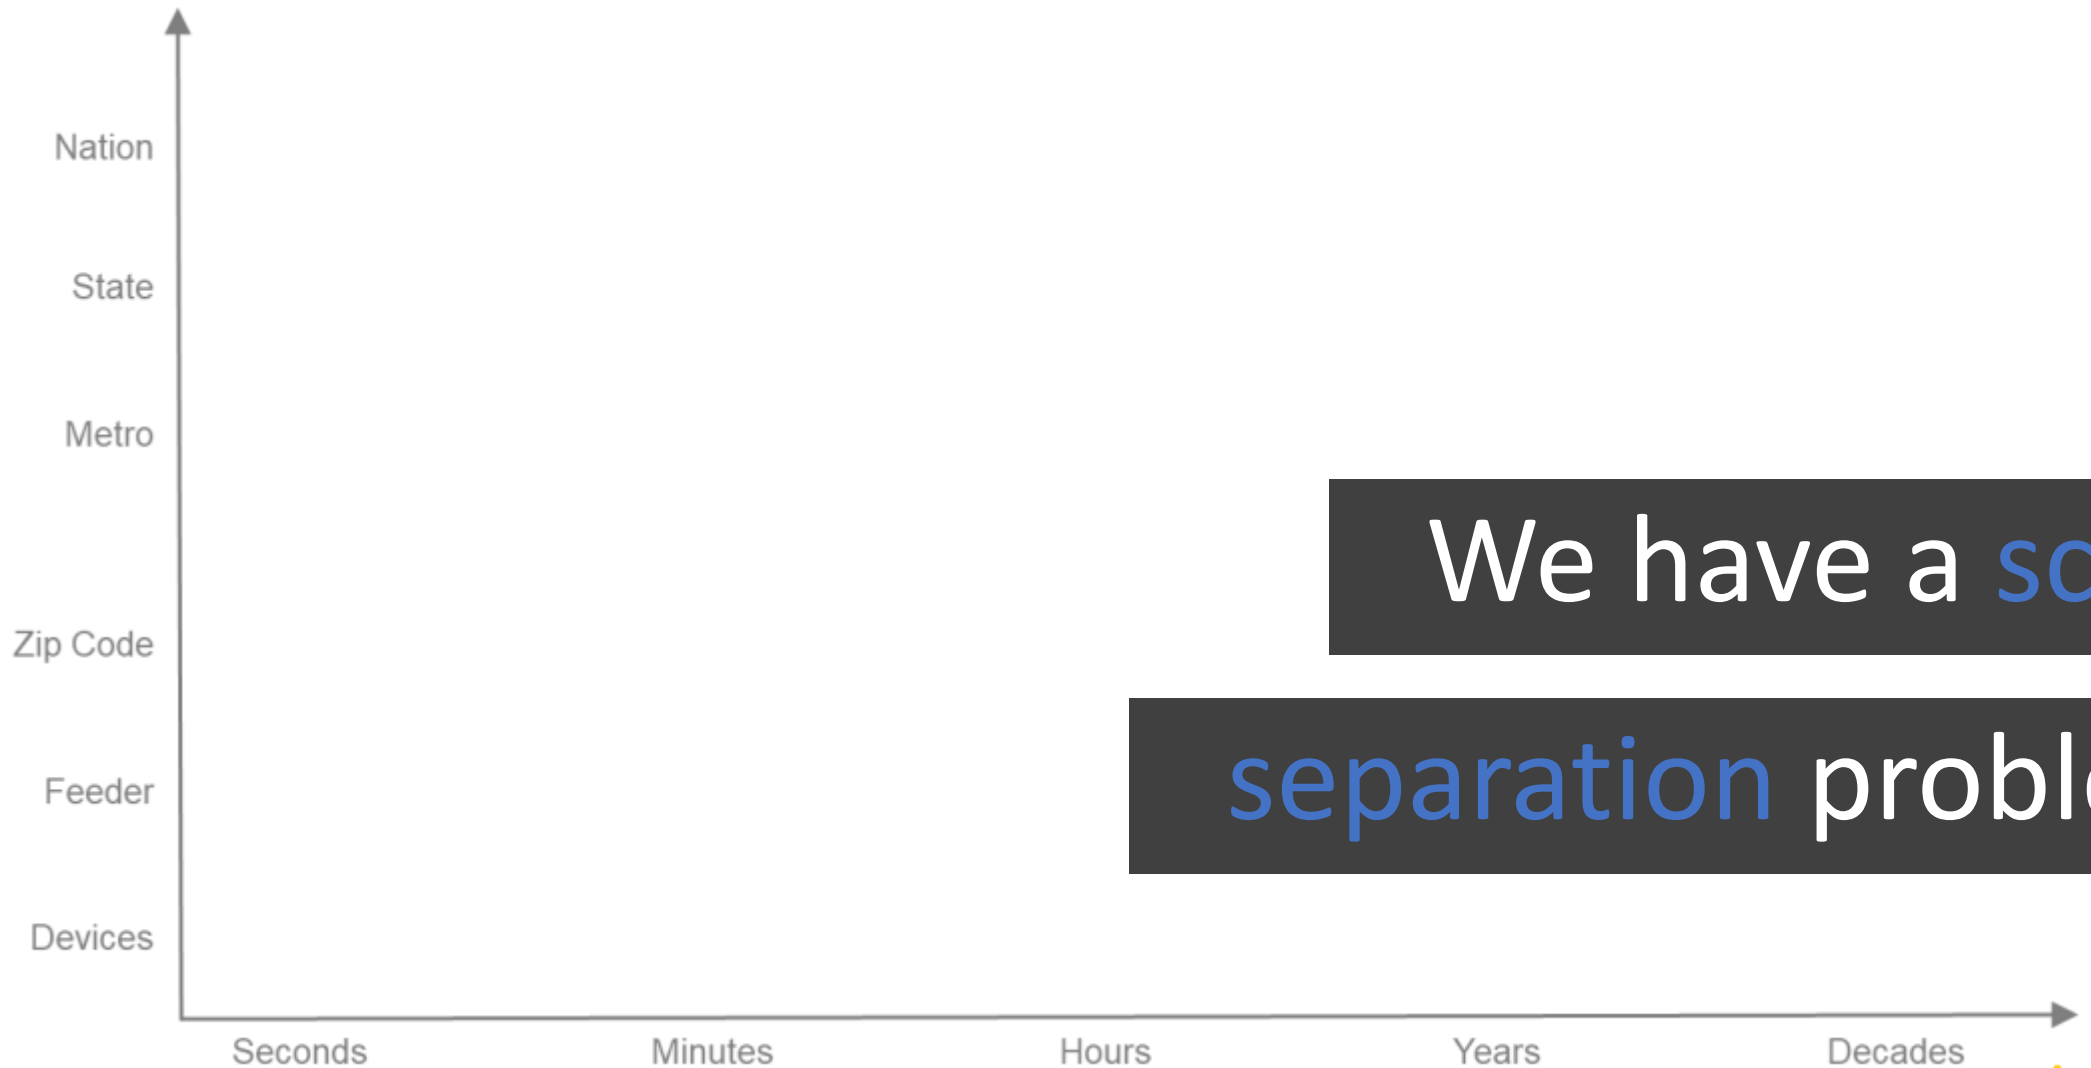 Nation
State
Metro
We have a
Zip Code
separation
Feeder
Devices
Seconds Minutes Hours Years Decades